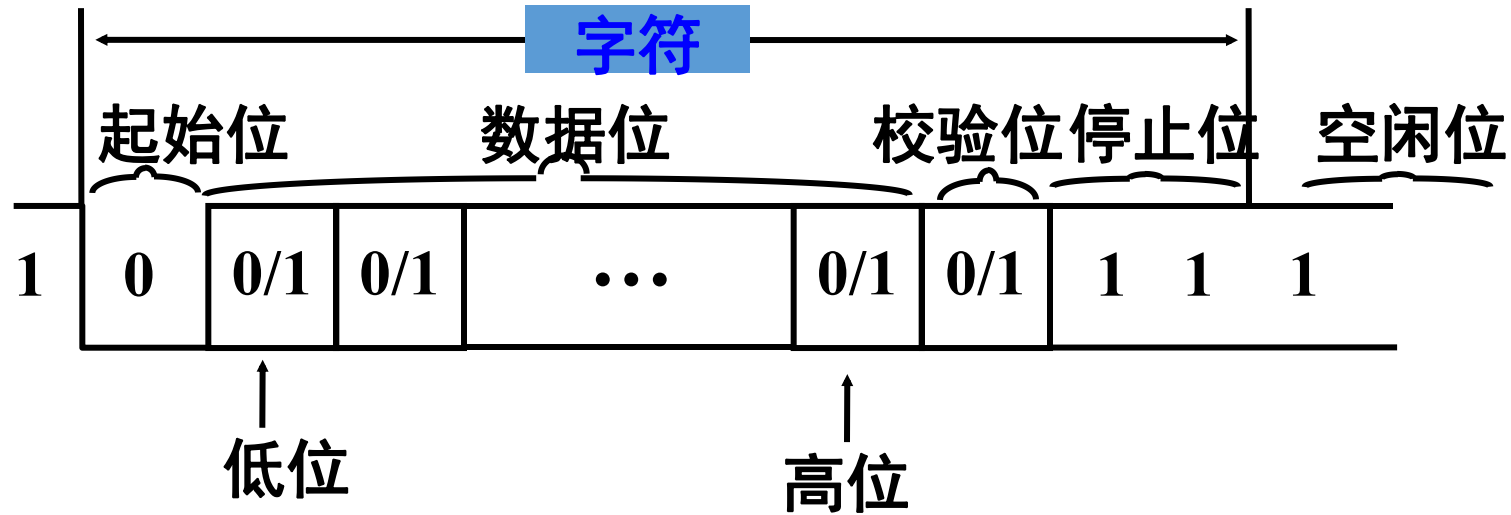 字符
起始位 数据位 校验位 停止位 空闲位
1 0 0/1 0/1 … 0/1 0/1 1 1 1
低位 高位